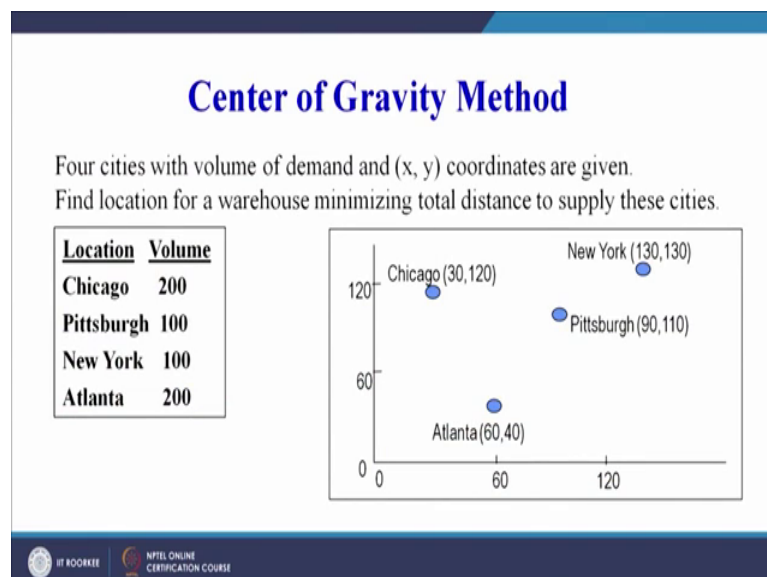 Center of Gravity Method
Four cities with volume of demand and (x, y) coordinates are given.
Find location for a warehouse minimizing total distance to supply these cities.
Location Volume
Chicago 200
Pittsburgh 100
New York 100
Atlanta 200
New York (130,130)
Chicago (30,120)
120
Pittsburgh (90,110)
60
Atlanta (60,40)
0
0 60 120
IIT ROORKEE
NPTEL ONLINE
CERTIFICATION COURSE